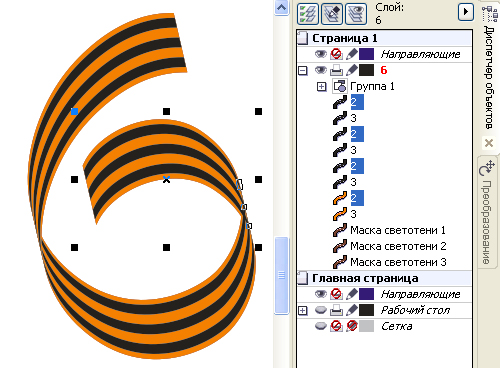 Слой:
6
Страница 1
Направляющие
6
Группа 1
2
3
2
3
2
3
2
3
Маска светотени 1
Маска светотени 2
Маска светотени 3
Главная страница
Направляющие
Рабочий стол
Сетка
Диспетчер объектов
Преобразование